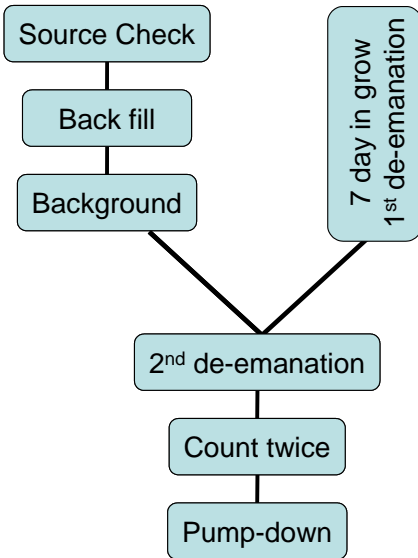 Source Check
Back fill
Background
7 day in grow
1st de-emanation
2nd de-emanation
Count twice
Pump-down